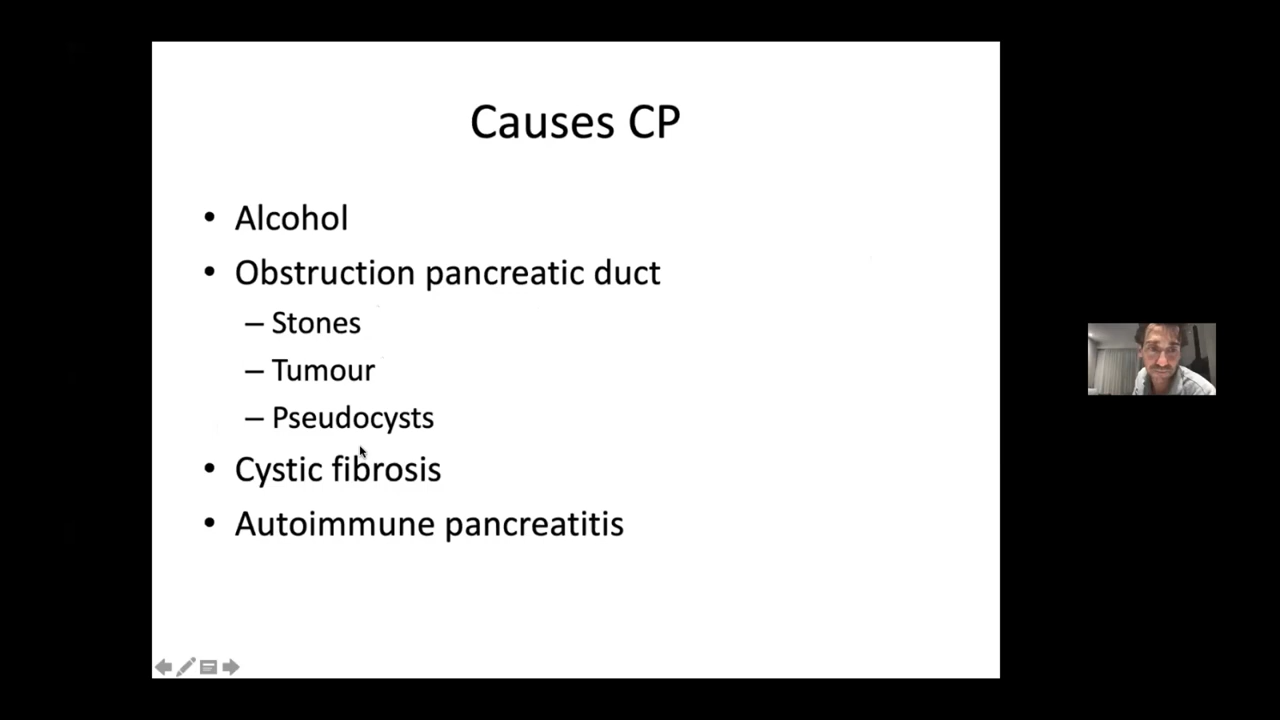 Causes CP
• Alcohol
• Obstruction pancreatic duct
– Stones
– Tumour
– Pseudocysts
• Cystic fibrosis
• Autoimmune pancreatitis